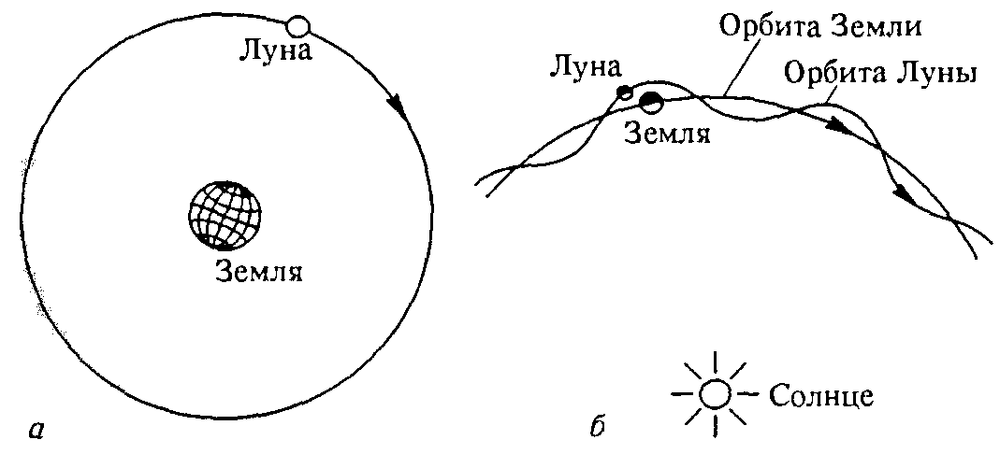 Луна
Земля
а
Орбита Земли
Луна
Орбита Луны
Земля
Солнце
б